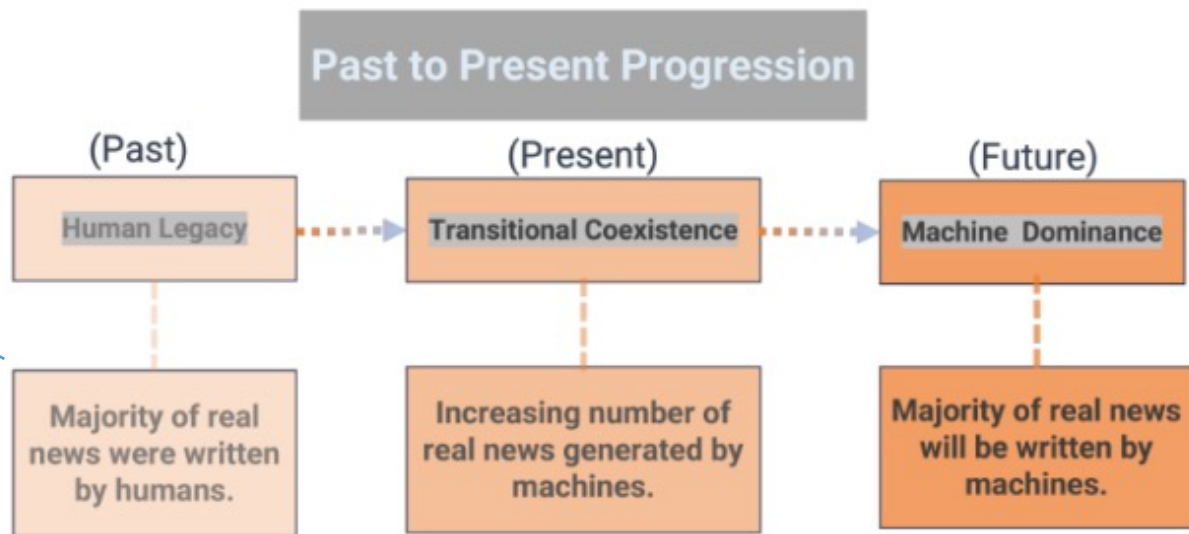 Past to Present Progression
(Past)
(Present)
(Future)
Human Legacy
Transitional Coexistence
Machine Dominance
Majority of real
news were written
by humans.
Increasing number of
real news generated by
machines.
Majority of real news
will be written by
machines.